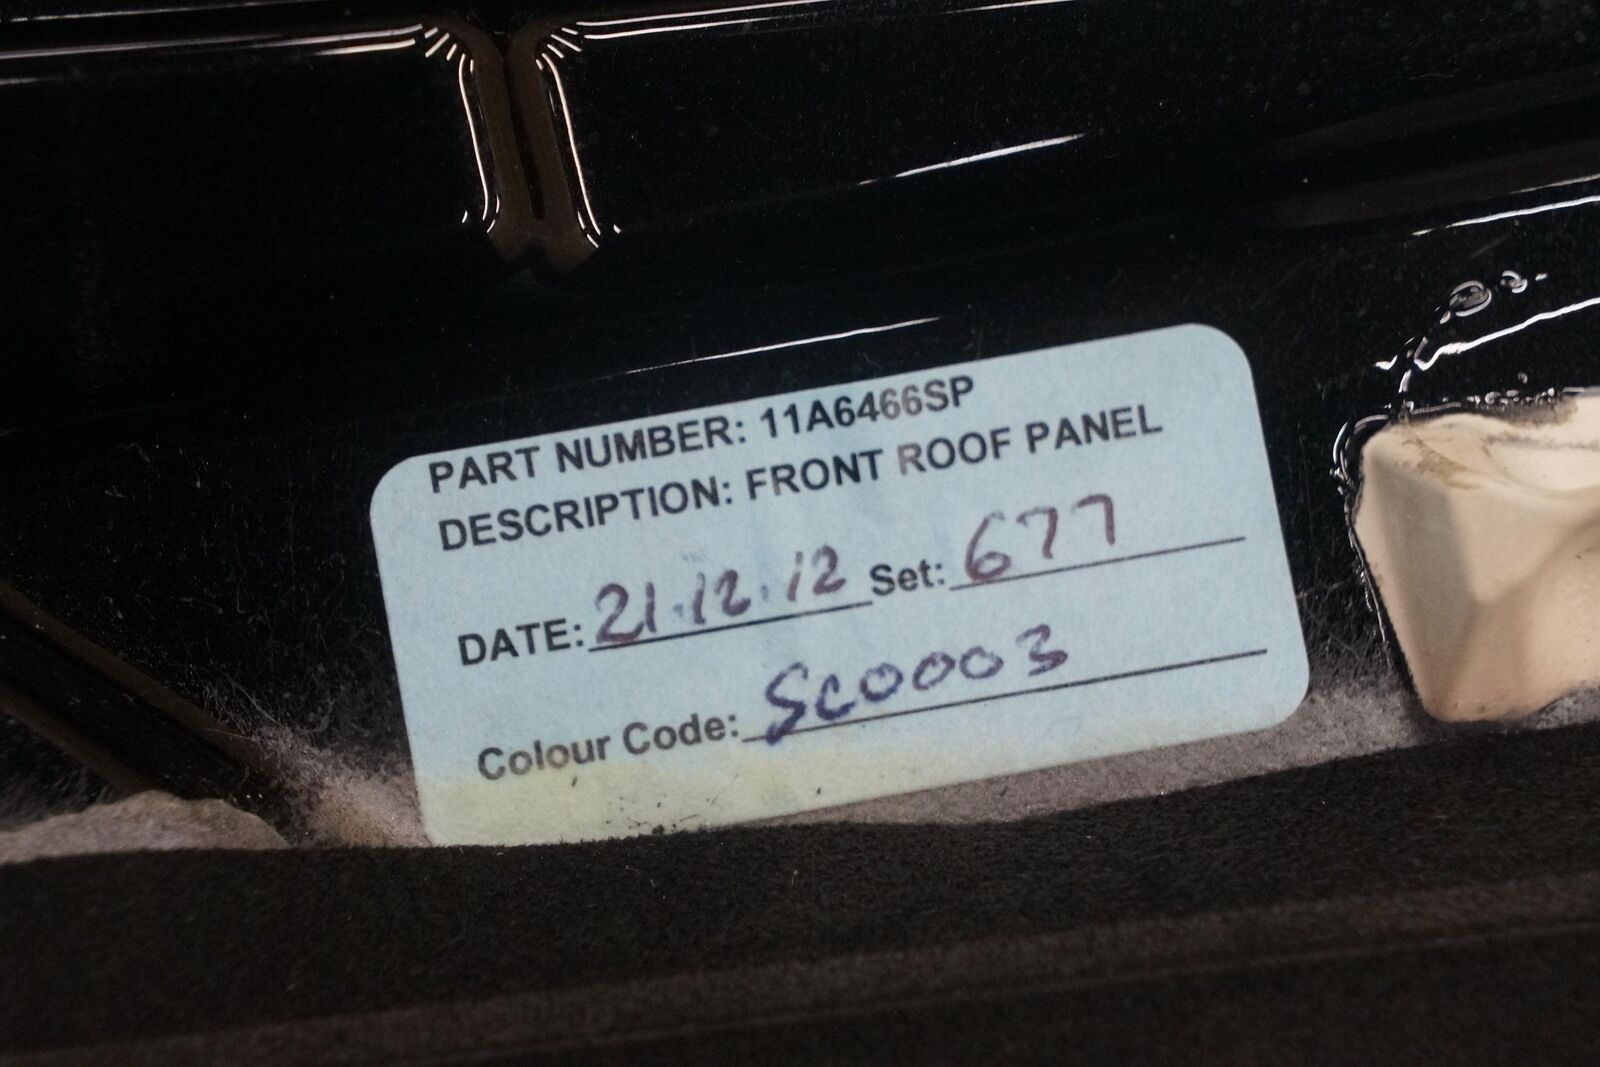 PART NUMBER: 11A6466SP
DESCRIPTION: FRONT ROOF PANEL
DATE: 21.12.12 Set: 677
Colour Code: SC0003